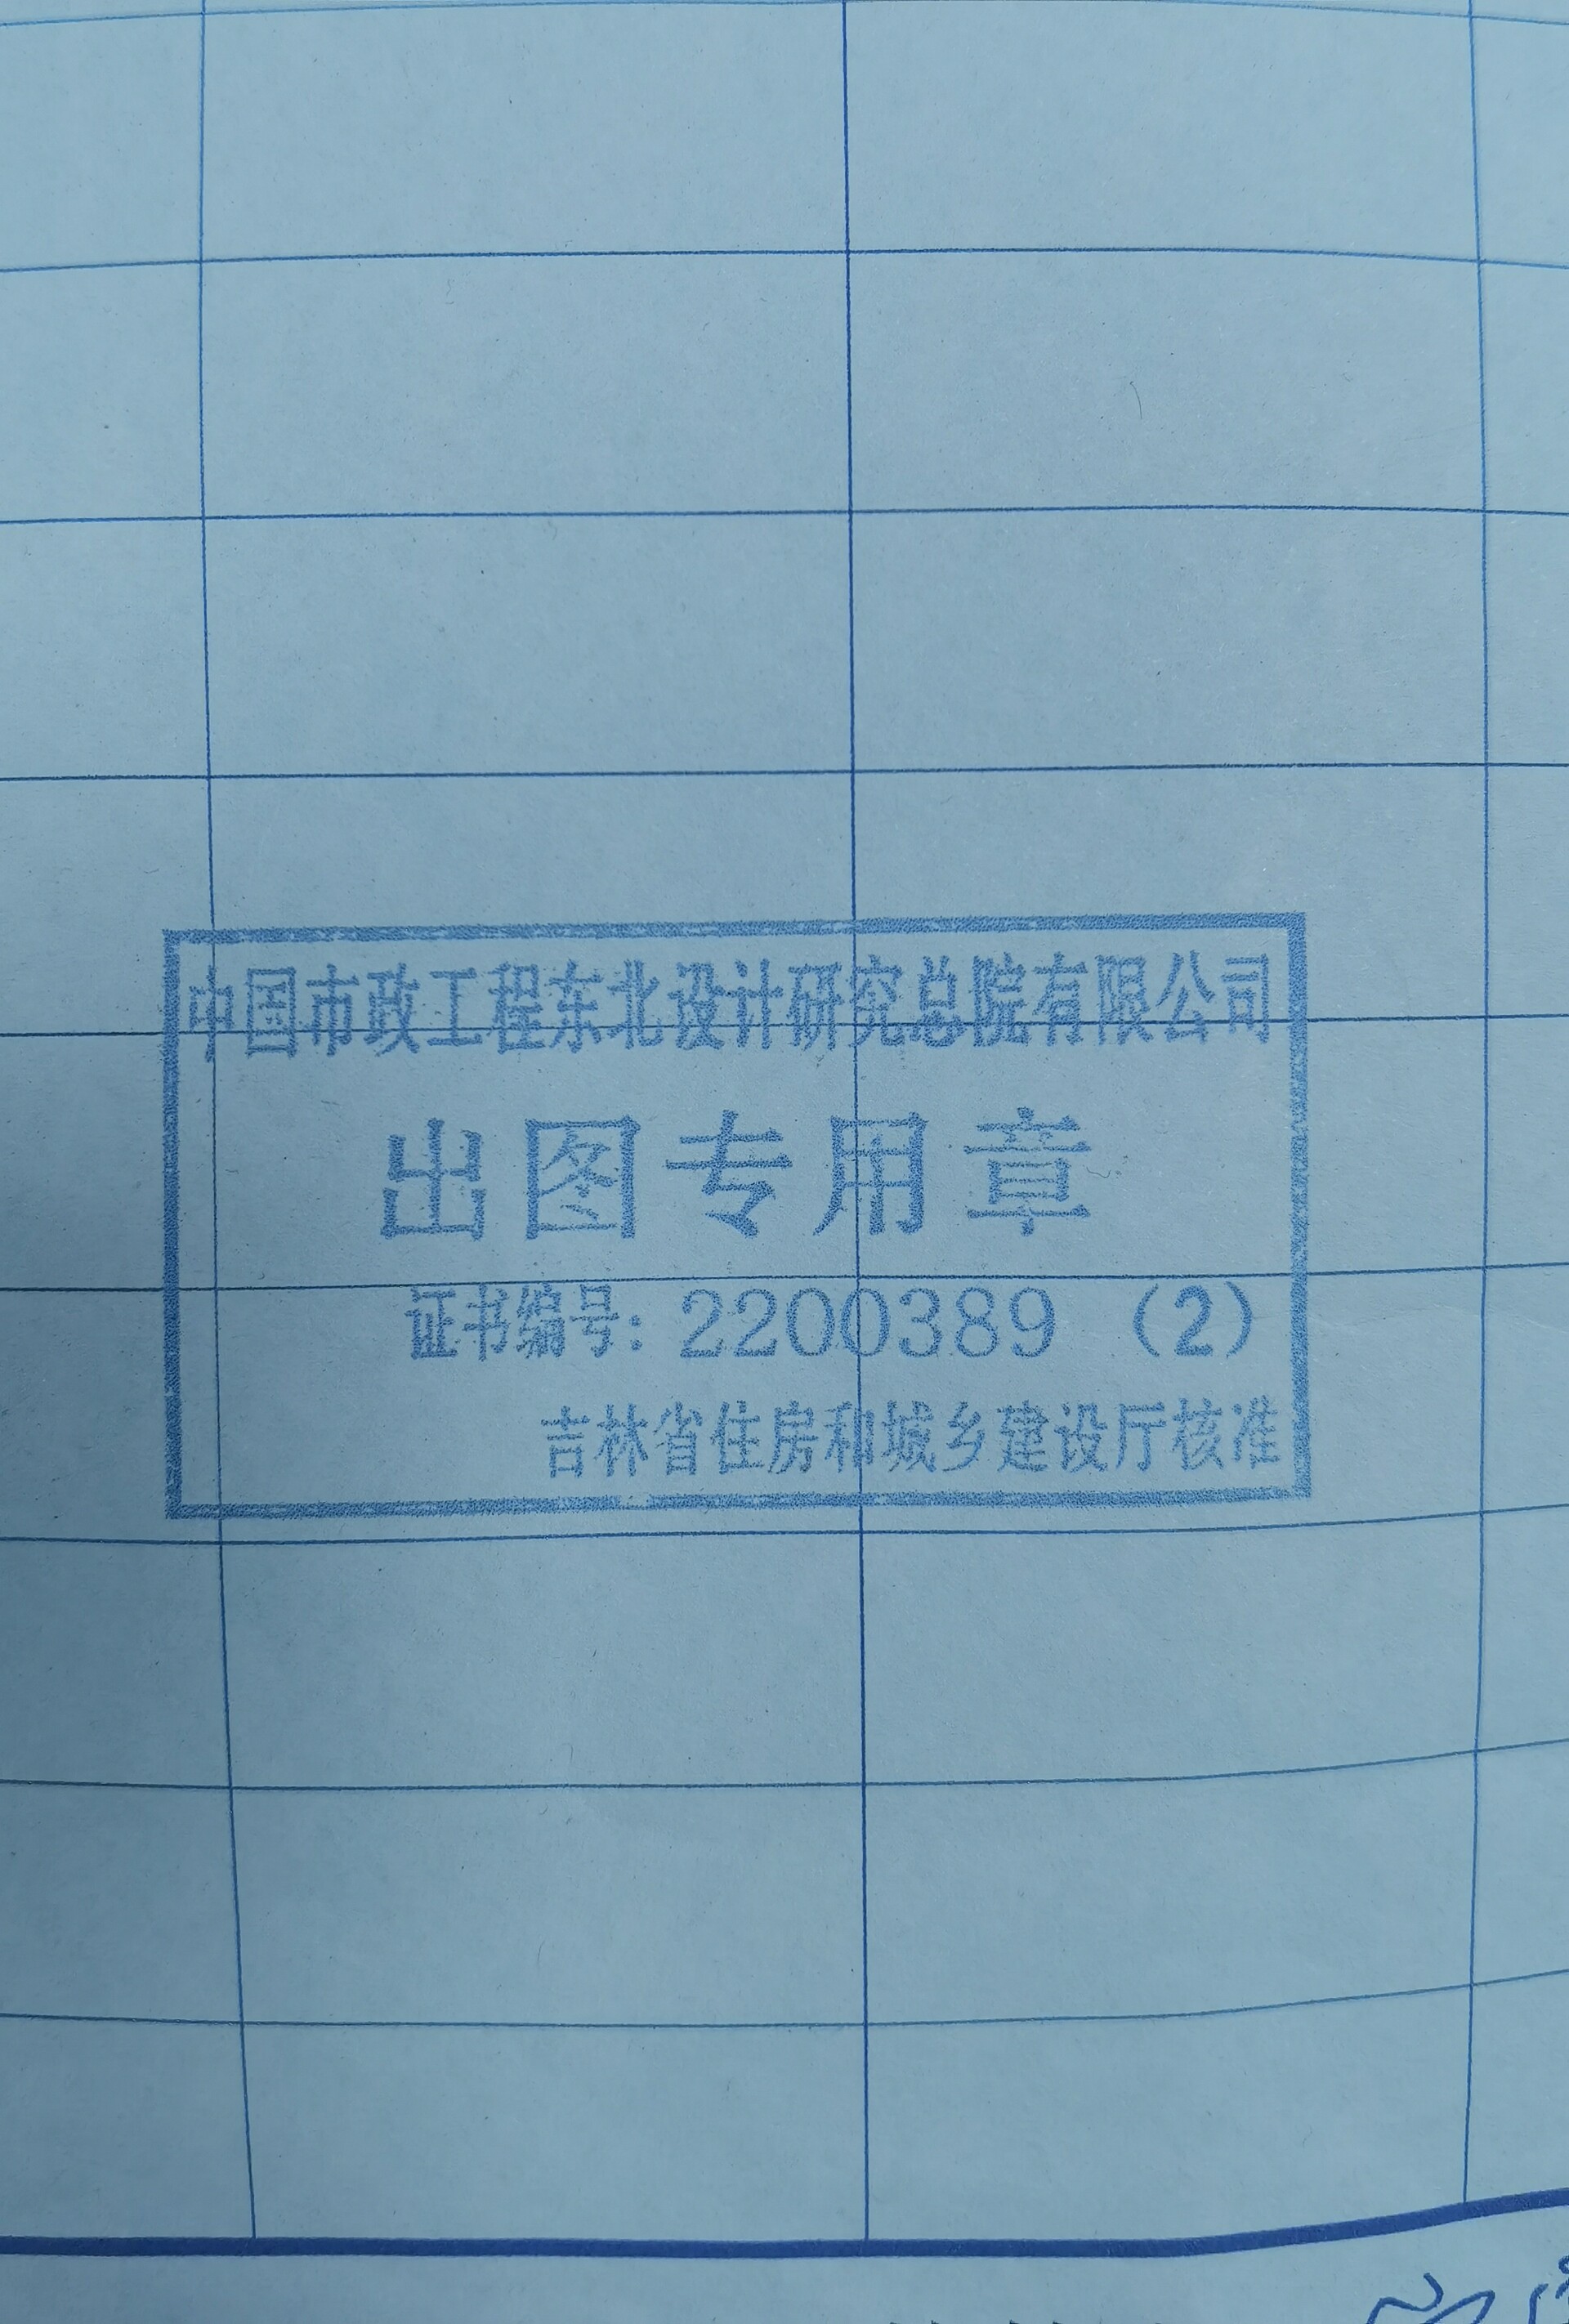 中国市政工程东北设计研究总院有限公司
出图专用章
证书编号: 2200389 (2)
吉林省住房和城乡建设厅核准